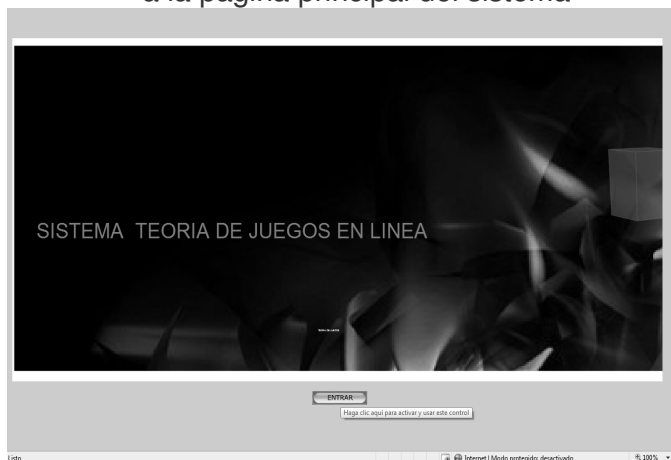 a la página principal del sistema
SISTEMA TEORIA DE JUEGOS EN LINEA
ENTRAR
Haga clic aquí para activar y usar este control
Listo
Internet | Modo protegido: desactivado
100%